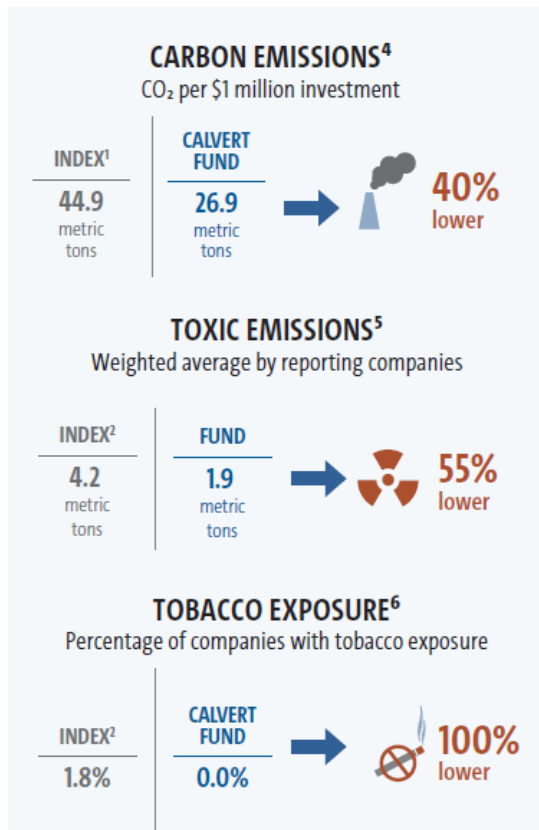 CARBON EMISSIONS⁴
CO₂ per $1 million investment
INDEX¹
44.9
metric
tons
CALVERT
FUND
26.9
metric
tons
40%
lower
TOXIC EMISSIONS⁵
Weighted average by reporting companies
INDEX²
4.2
metric
tons
FUND
1.9
metric
tons
55%
lower
TOBACCO EXPOSURE⁶
Percentage of companies with tobacco exposure
INDEX²
1.8%
CALVERT
FUND
0.0%
100%
lower